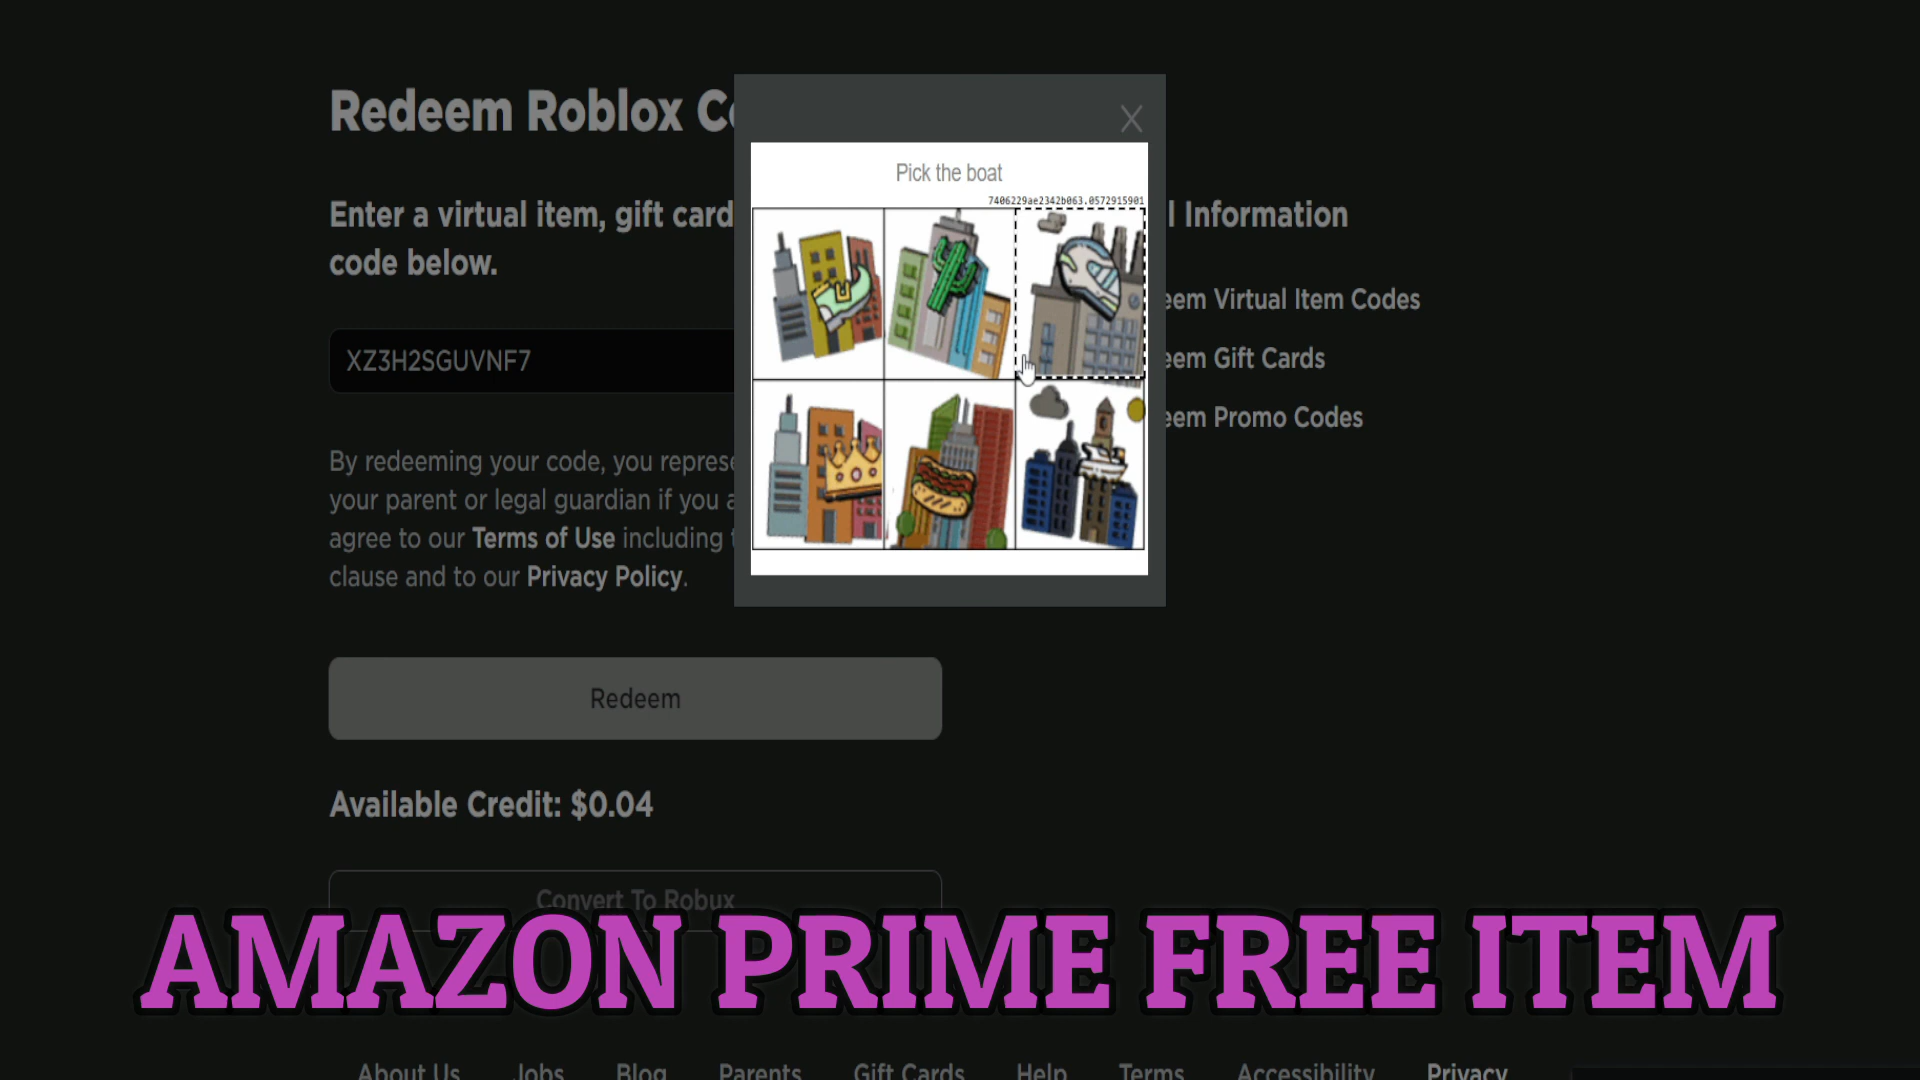 Redeem Roblox C
Enter a virtual item, gift card
code below.
XZ3H2SGUVNF7
By redeeming your code, you represe
your parent or legal guardian if you a
agree to our Terms of Use including
clause and to our Privacy Policy.
Redeem
Available Credit: $0.04
Convert To Robux
Pick the boat
7406229ae2342b063.0572915901
l Information
eem Virtual Item Codes
eem Gift Cards
eem Promo Codes
AMAZON PRIME FREE ITEM
About Us Jobs Blog Parents Gift Cards Help Terms Accessibility Privacy